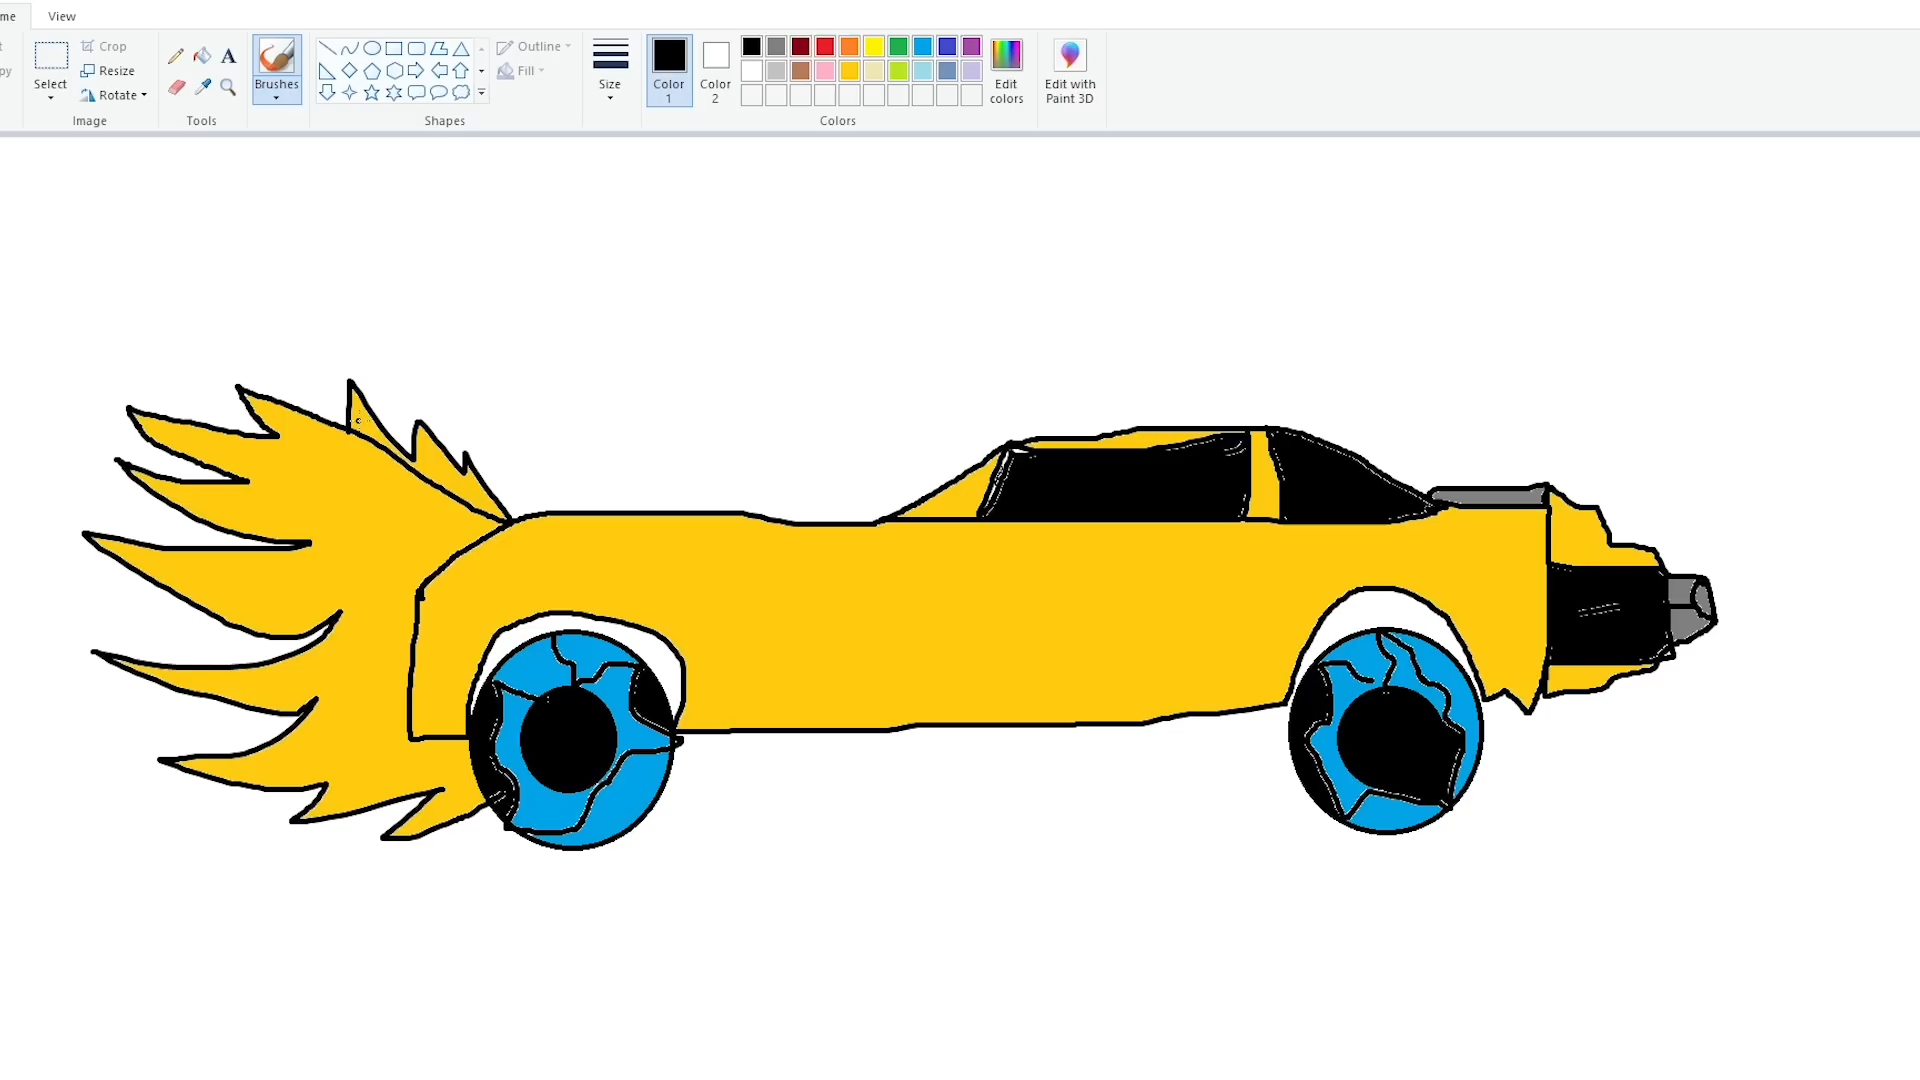 me
View
t
py
Select
Crop
Resize
Rotate
Image
A
Tools
Brushes
Shapes
Outline
Fill
Size
Color
1
Color
2
Colors
Edit
colors
Edit with
Paint 3D